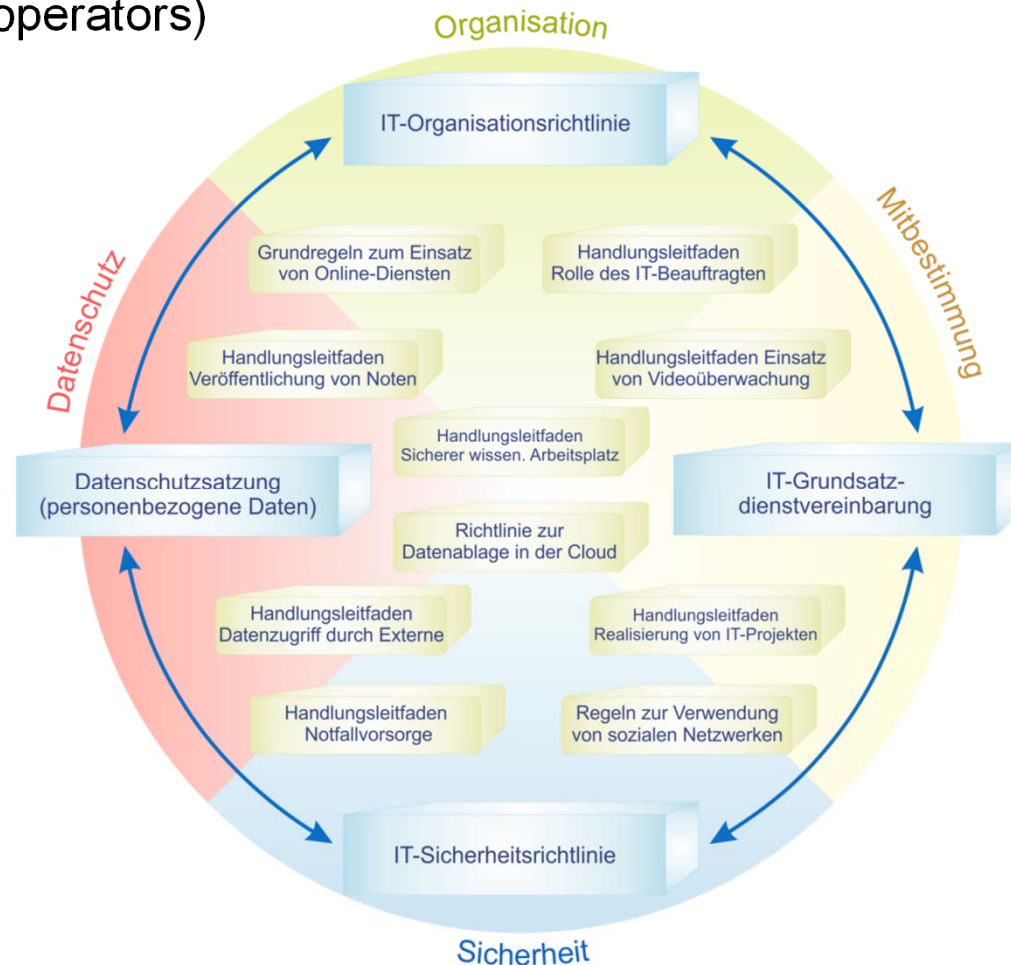 operators)
Organisation
IT-Organisationsrichtlinie
Datenschutz
Mitbestimmung
Grundregeln zum Einsatz
von Online-Diensten
Handlungsleitfaden
Rolle des IT-Beauftragten
Handlungsleitfaden
Veröffentlichung von Noten
Handlungsleitfaden Einsatz
von Videoüberwachung
Handlungsleitfaden
Sicherer wissen. Arbeitsplatz
Datenschutzsatzung
(personenbezogene Daten)
IT-Grundsatz-
dienstvereinbarung
Richtlinie zur
Datenablage in der Cloud
Handlungsleitfaden
Datenzugriff durch Externe
Handlungsleitfaden
Realisierung von IT-Projekten
Handlungsleitfaden
Notfallvorsorge
Regeln zur Verwendung
von sozialen Netzwerken
IT-Sicherheitsrichtlinie
Sicherheit